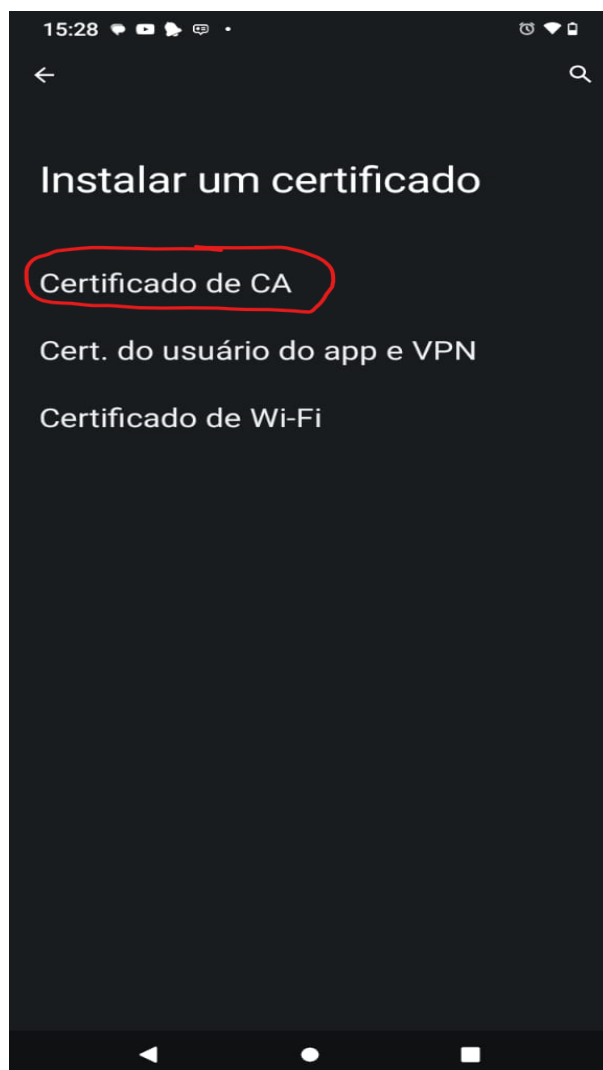 15:28
Instalar um certificado
Certificado de CA
Cert. do usuário do app e VPN
Certificado de Wi-Fi